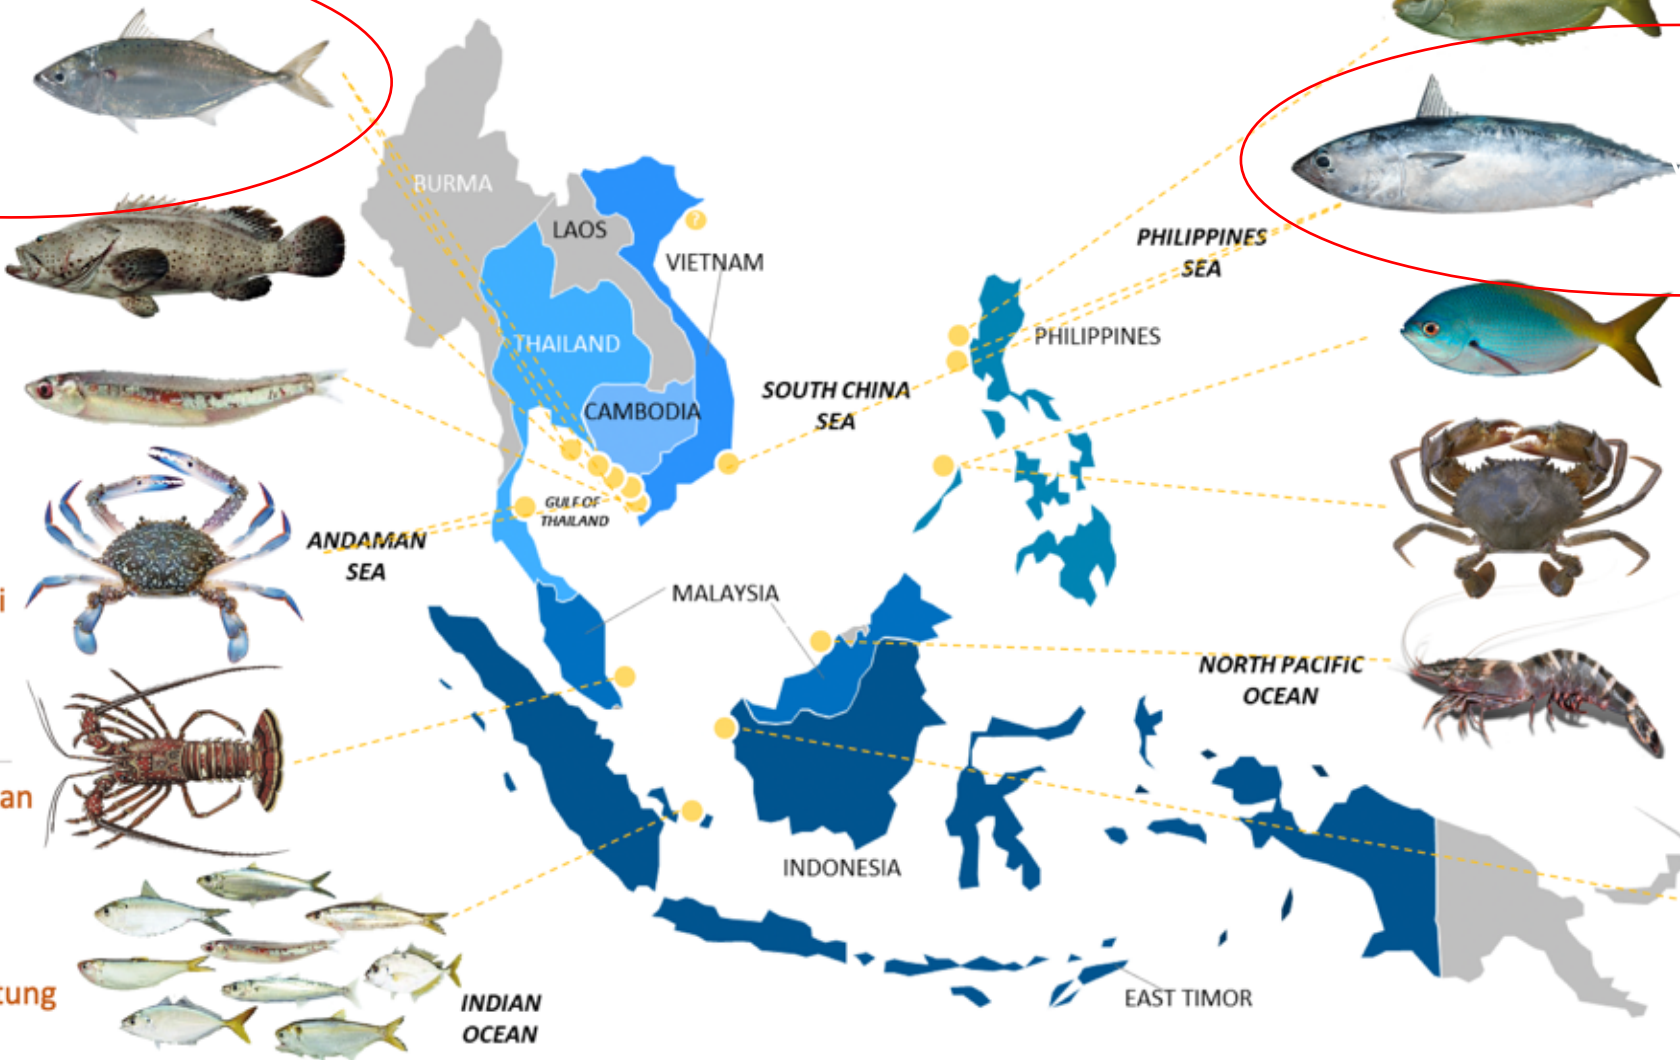 BURMA
LAOS
VIETNAM
?
PHILIPPINES
SEA
THAILAND
PHILIPPINES
SOUTH CHINA
SEA
CAMBODIA
GULF OF
THAILAND
ANDAMAN
SEA
i
MALAYSIA
NORTH PACIFIC
OCEAN
an
INDONESIA
tung
INDIAN
OCEAN
EAST TIMOR